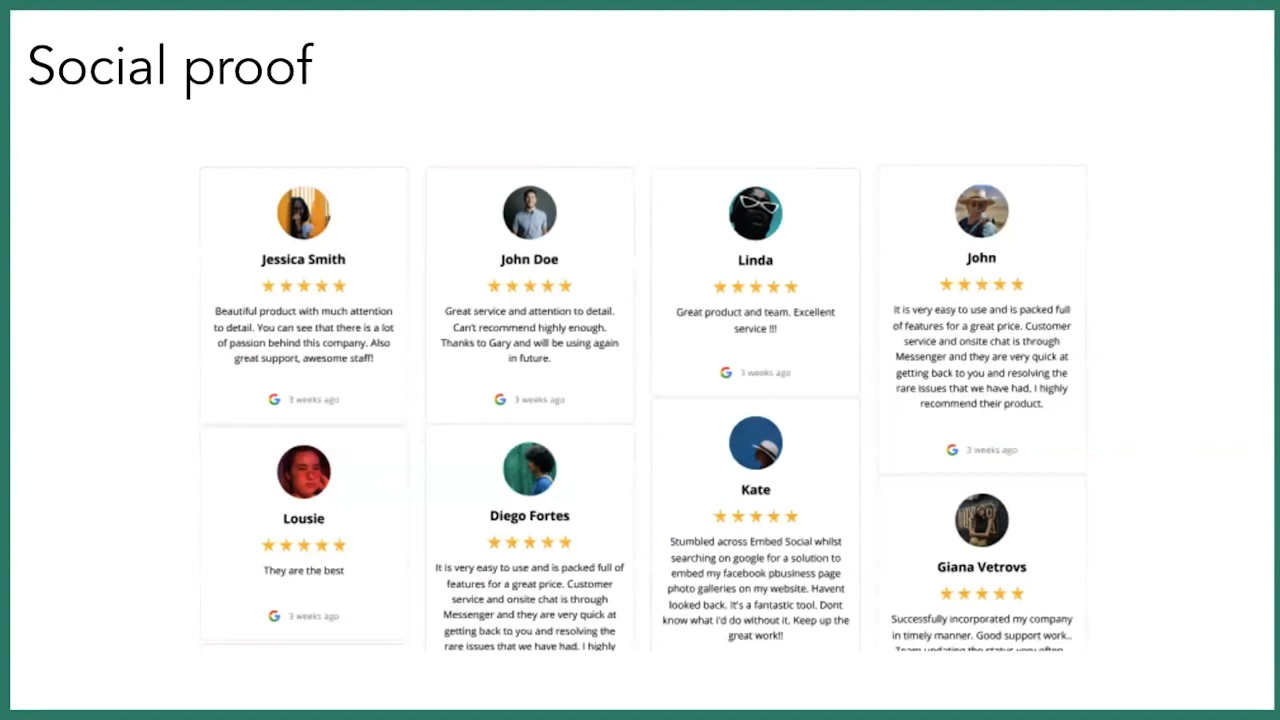 Social proof
Jessica Smith
Beautiful product with much attention
to detail. You can see that there is a lot
of passion behind this company. Also
great support, awesome staff!
3 weeks ago
Lousie
They are the best
3 weeks ago
John Doe
Great service and attention to detail.
Can't recommend highly enough.
Thanks to Gary and will be using again
in future.
3 weeks ago
Diego Fortes
It is very easy to use and is packed full of
features for a great price. Customer
service and onsite chat is through
Messenger and they are very quick at
getting back to you and resolving the
rare issues that we have had. I highly
Linda
Great product and team. Excellent
service !!!
3 weeks ago
Kate
Stumbled across Embed Social whilst
searching on google for a solution to
embed my facebook pbusiness page
photo galleries on my website. Havent
looked back. It's a fantastic tool. Dont
know what i'd do without it. Keep up the
great work!!
John
It is very easy to use and is packed full
of features for a great price. Customer
service and onsite chat is through
Messenger and they are very quick at
getting back to you and resolving the
rare issues that we have had. I highly
recommend their product.
3 weeks ago
Giana Vetrovs
Successfully incorporated my company
in timely manner. Good support work..
Team updating the status very often